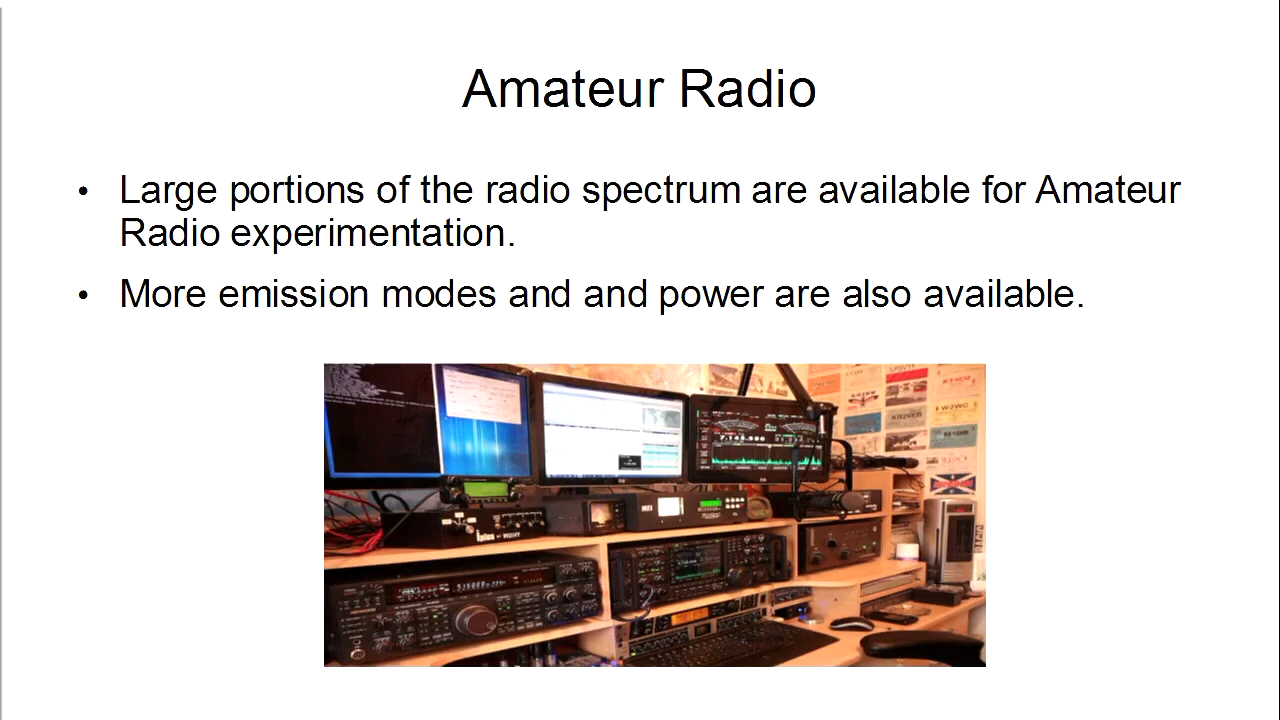 Amateur Radio
• Large portions of the radio spectrum are available for Amateur
Radio experimentation.
• More emission modes and and power are also available.